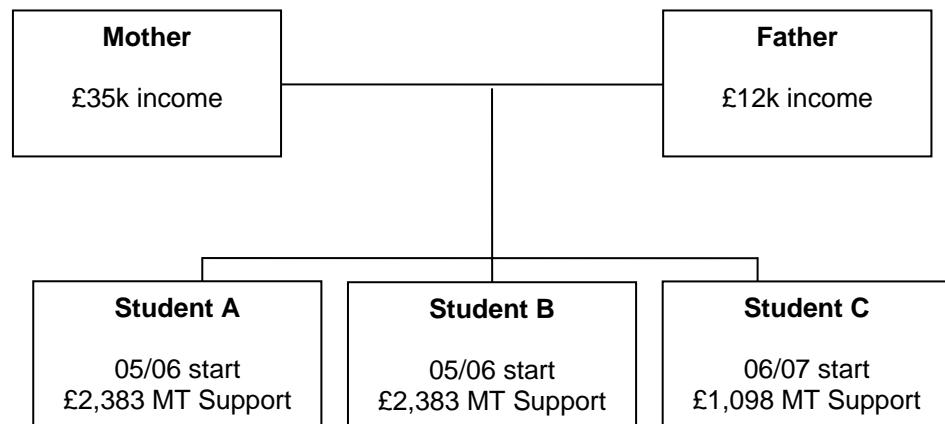 Mother
£35k income
Father
£12k income
Student A
05/06 start
£2,383 MT Support
Student B
05/06 start
£2,383 MT Support
Student C
06/07 start
£1,098 MT Support